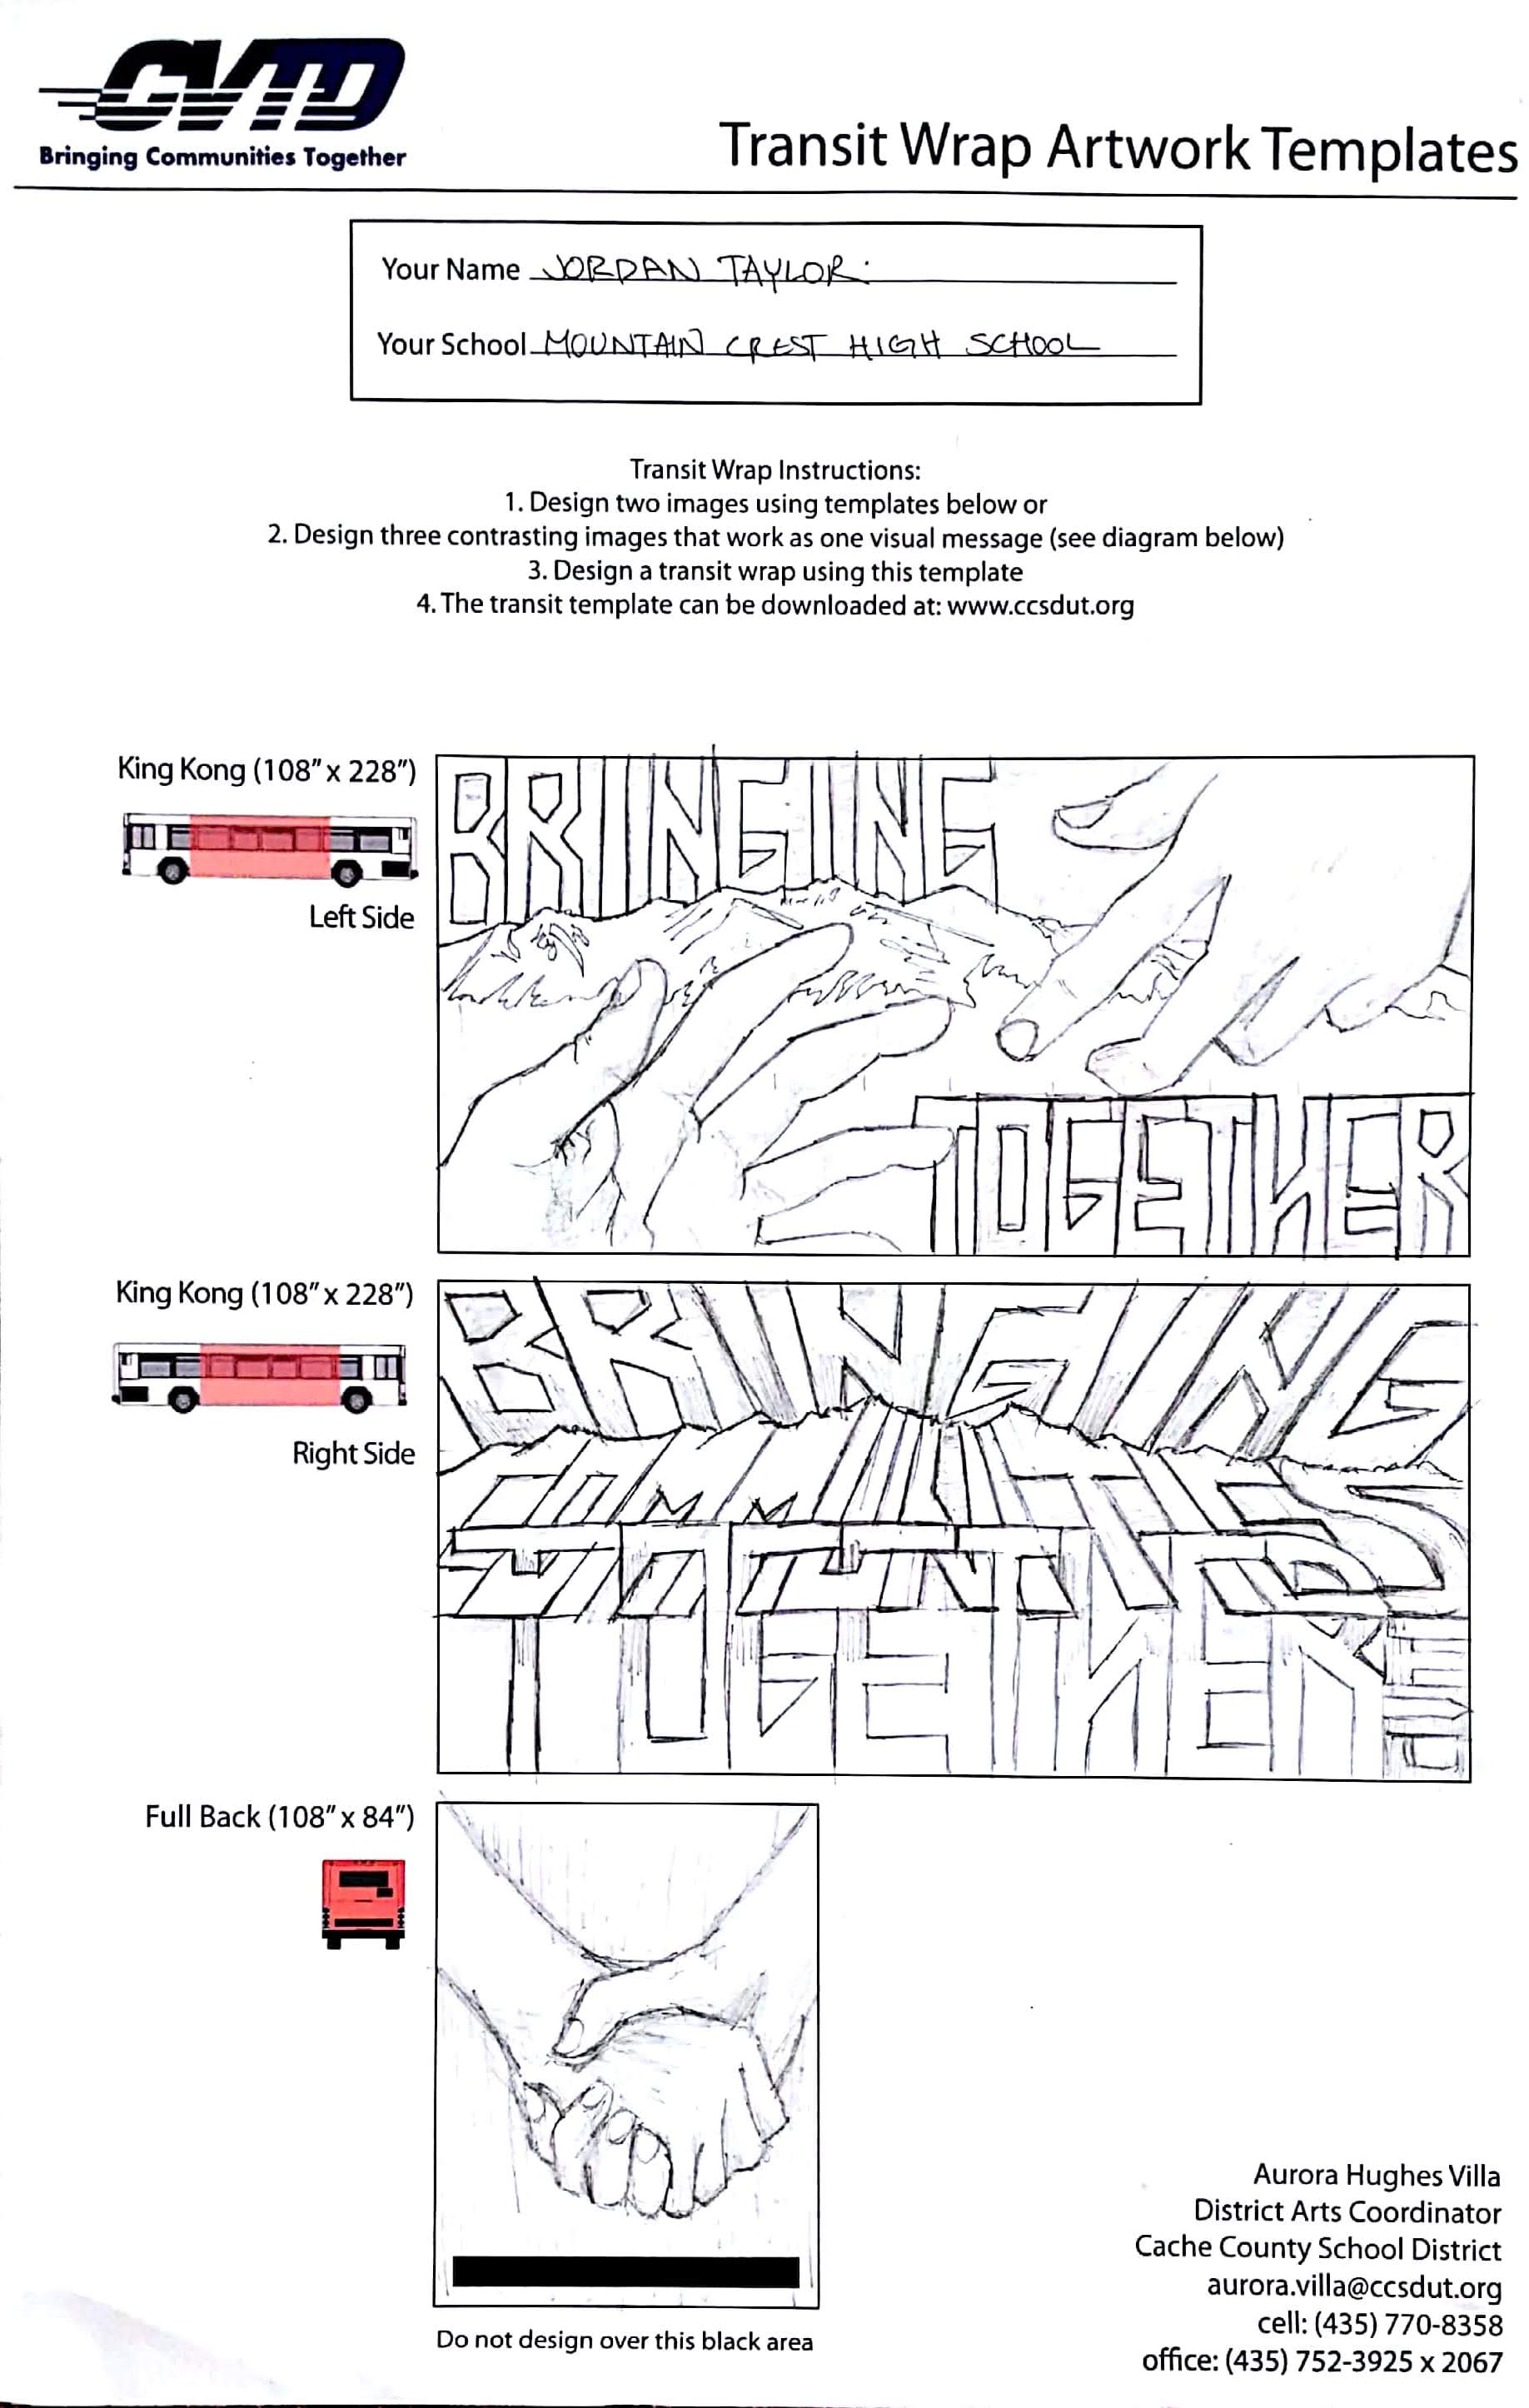 CVTD
Bringing Communities Together
Transit Wrap Artwork Templates
Your Name JORDAN TAYLOR
Your School MOUNTAIN CREST HIGH SCHOOL
Transit Wrap Instructions:
1. Design two images using templates below or
2. Design three contrasting images that work as one visual message (see diagram below)
3. Design a transit wrap using this template
4. The transit template can be downloaded at: www.ccsdut.org
King Kong (108” x 228”)
Left Side
BRINGING
TOGETHER
King Kong (108” x 228”)
Right Side
BRINGING
COMMUNITIES
TOGETHER
Full Back (108” x 84”)
Do not design over this black area
Aurora Hughes Villa
District Arts Coordinator
Cache County School District
aurora.villa@ccsdut.org
cell: (435) 770-8358
office: (435) 752-3925 x 2067